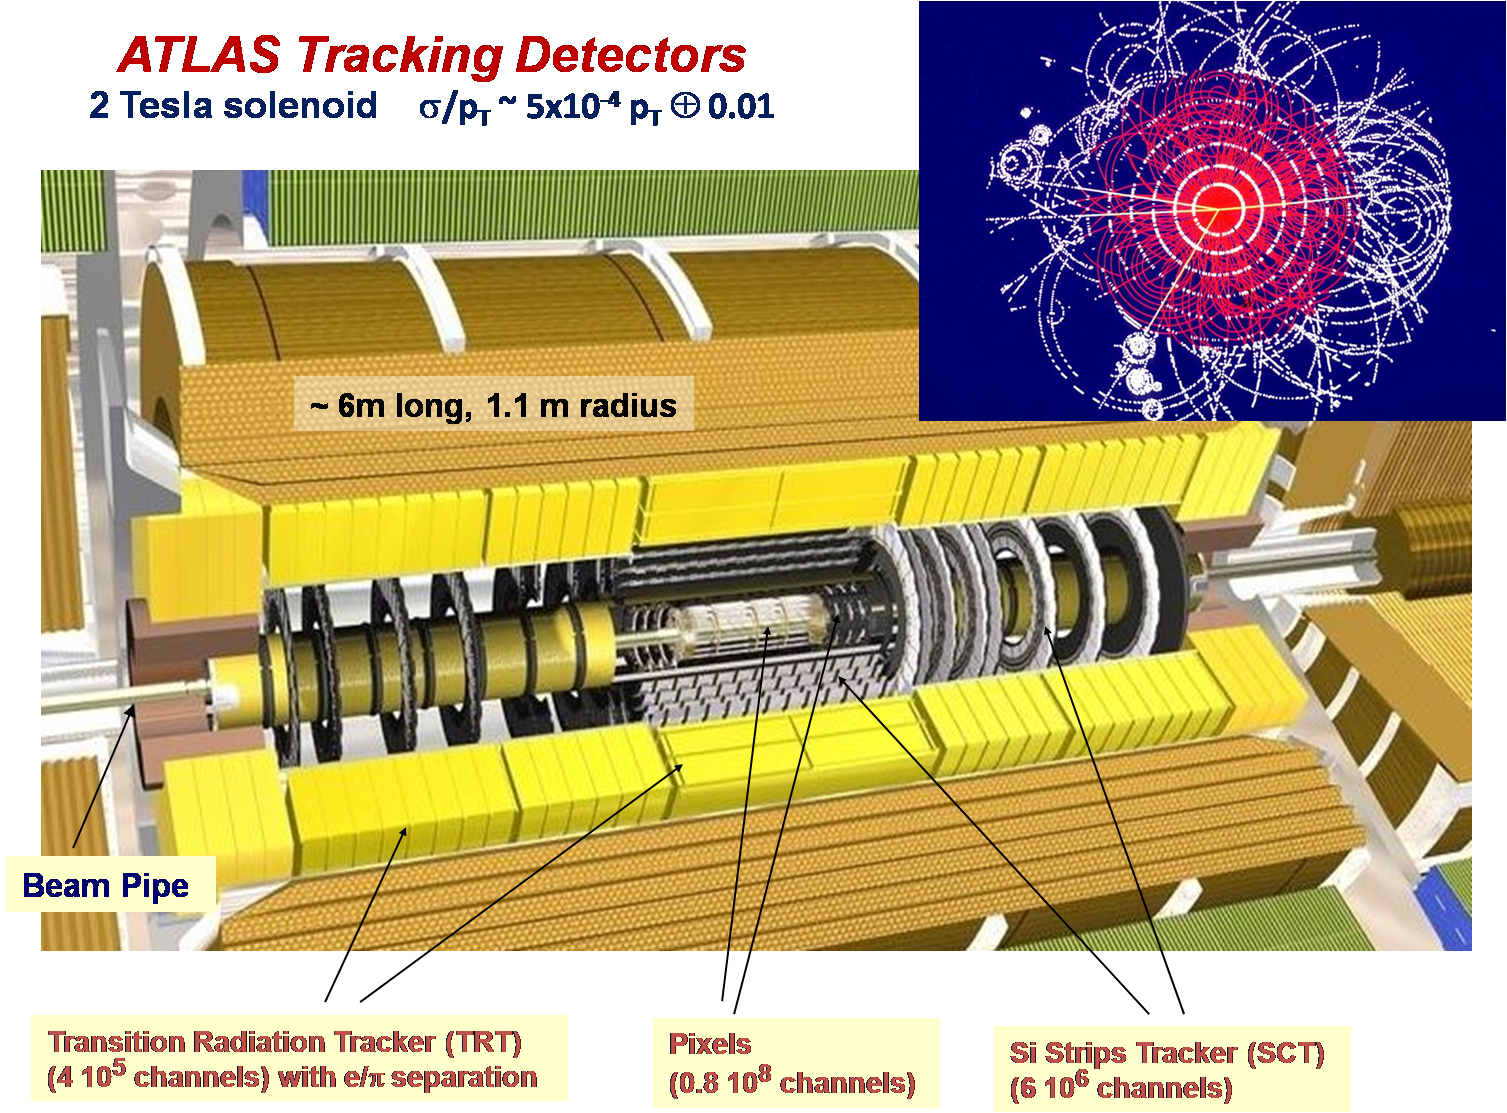 ATLAS Tracking Detectors
2 Tesla solenoid σ/p_T ~ 5x10⁻⁴ p_T ⊕ 0.01
~ 6m long, 1.1 m radius
Beam Pipe
Transition Radiation Tracker (TRT)
(4 10⁵ channels) with e/π separation
Pixels
(0.8 10⁸ channels)
Si Strips Tracker (SCT)
(6 10⁶ channels)